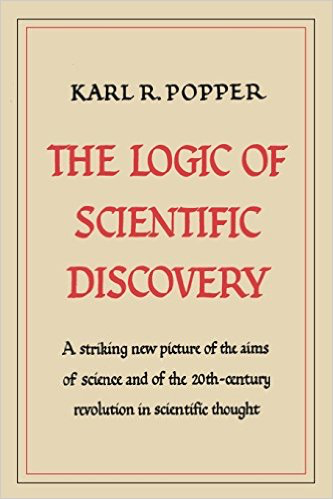 KARL R. POPPER
THE LOGIC OF
SCIENTIFIC
DISCOVERY
A striking new picture of the aims
of science and of the 20th-century
revolution in scientific thought